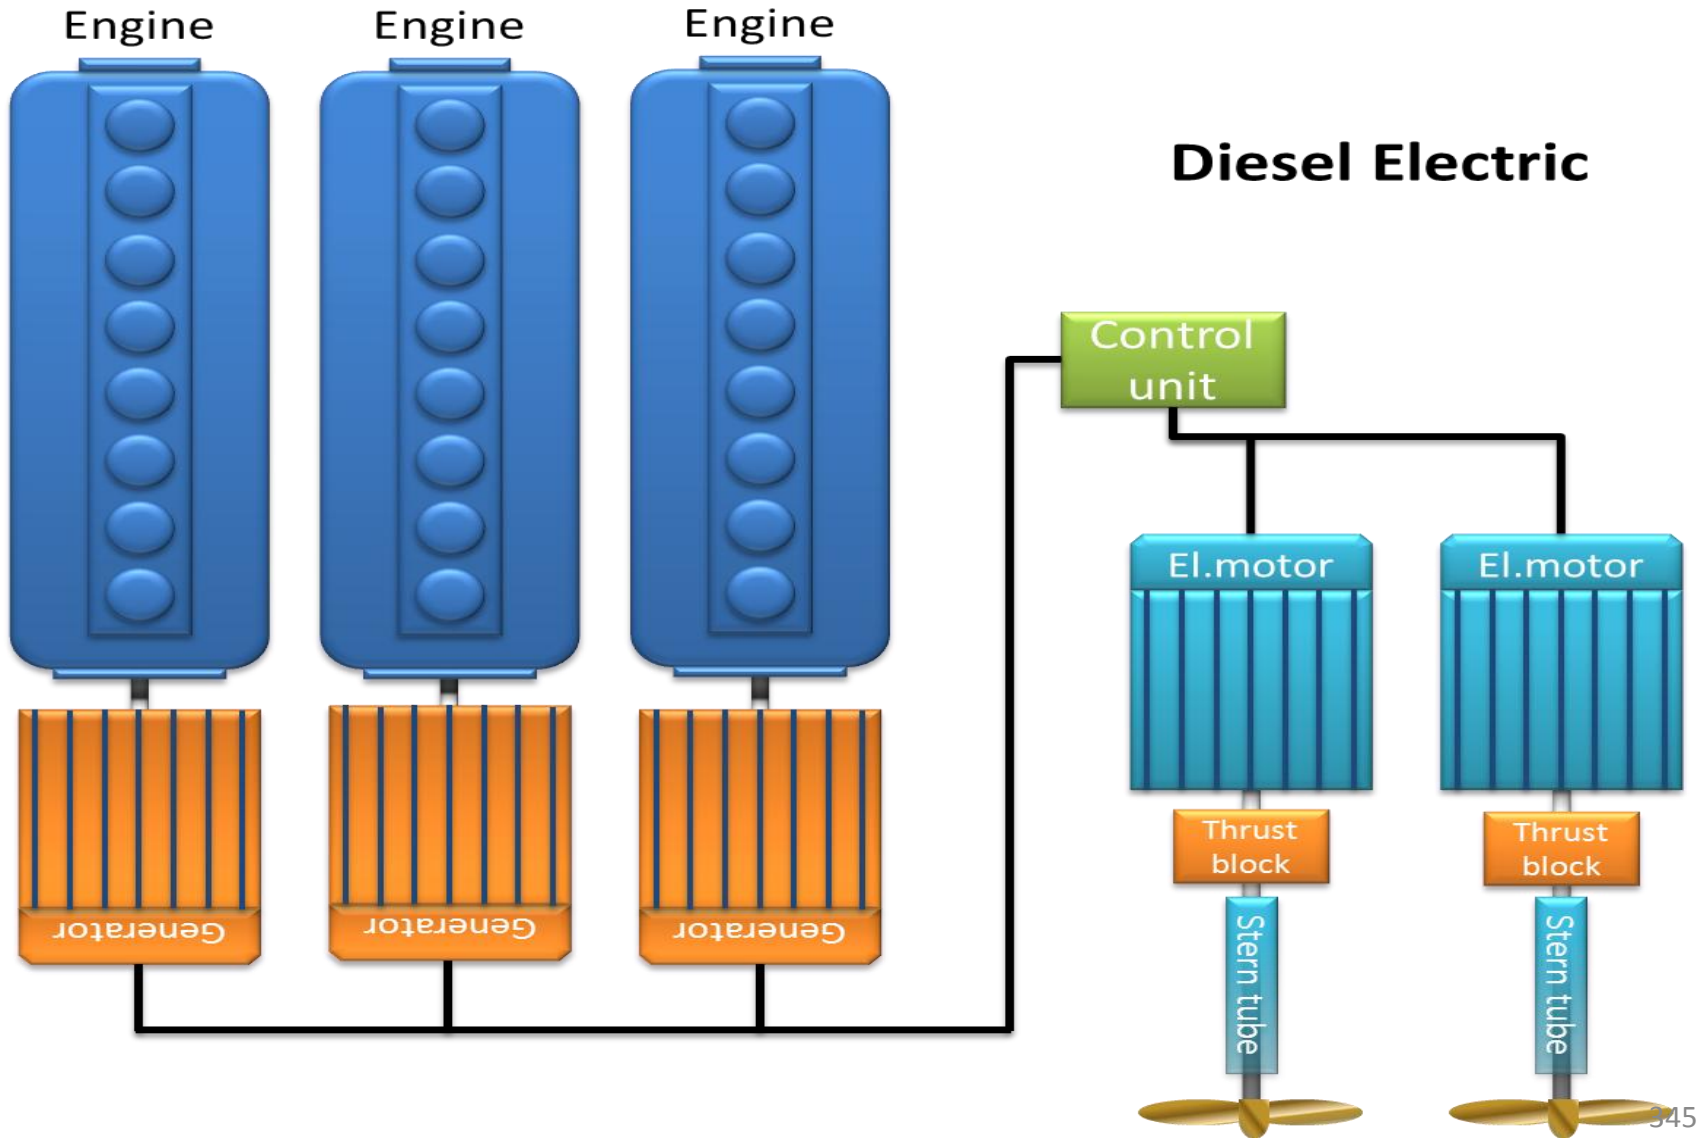 Engine
Engine
Engine
Diesel Electric
Control
unit
El.motor
El.motor
Thrust
block
Thrust
block
Generator
Generator
Generator
Stern tube
Stern tube
345